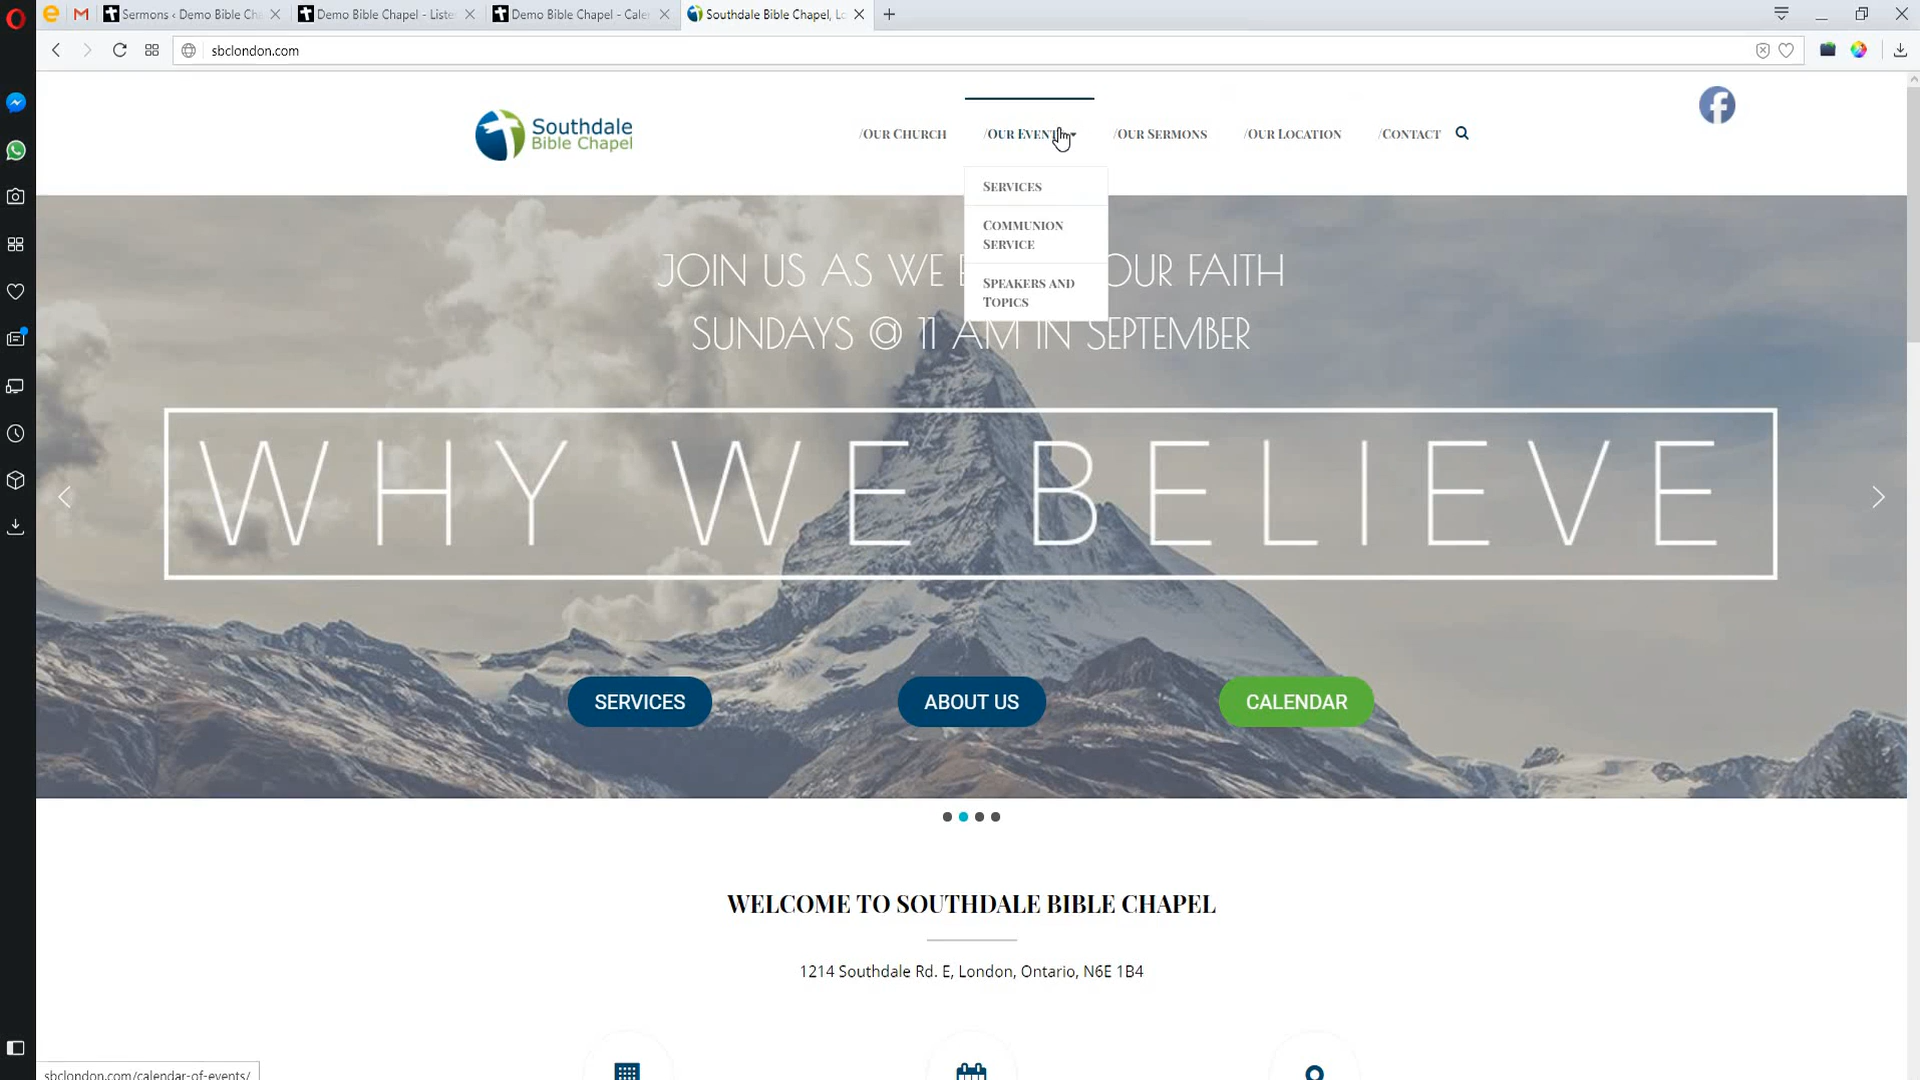 Sermons ‹ Demo Bible Cha
Demo Bible Chapel - Liste
Demo Bible Chapel - Cale
Southdale Bible Chapel, Lo
sbclondon.com
Southdale
Bible Chapel
/OUR CHURCH
/OUR EVENT
/OUR SERMONS
/OUR LOCATION
/CONTACT
SERVICES
COMMUNION
SERVICE
SPEAKERS AND
TOPICS
JOIN US AS WE E OUR FAITH
SUNDAYS @ 11 AM IN SEPTEMBER
WHY WE BELIEVE
SERVICES
ABOUT US
CALENDAR
WELCOME TO SOUTHDALE BIBLE CHAPEL
1214 Southdale Rd. E, London, Ontario, N6E 1B4
sbclondon.com/calendar-of-events/